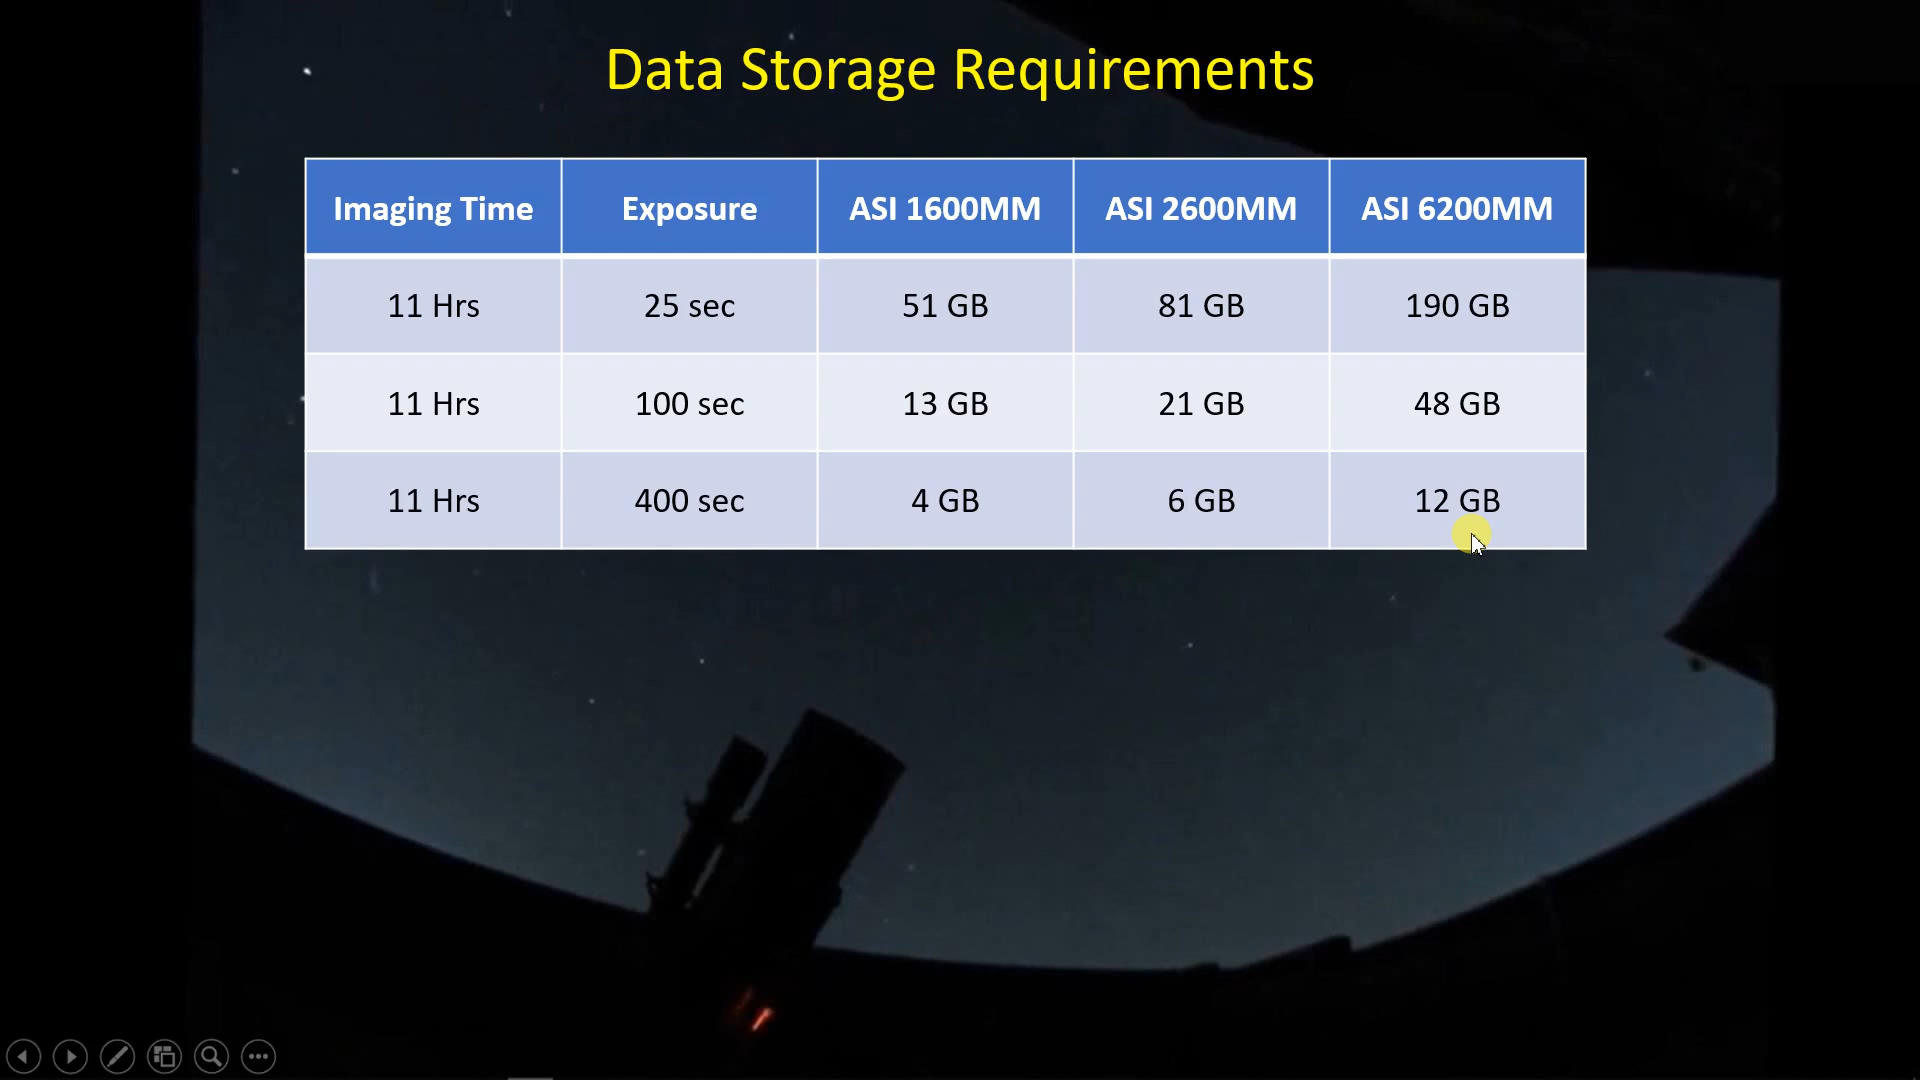 Data Storage Requirements
Imaging Time Exposure ASI 1600MM ASI 2600MM ASI 6200MM
11 Hrs 25 sec 51 GB 81 GB 190 GB
11 Hrs 100 sec 13 GB 21 GB 48 GB
11 Hrs 400 sec 4 GB 6 GB 12 GB